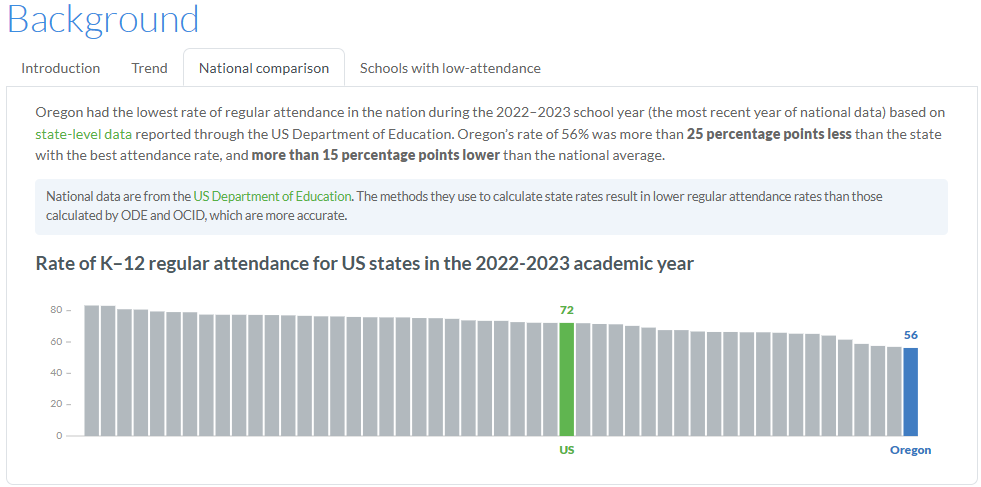 Background
Introduction
Trend
National comparison
Schools with low-attendance
Oregon had the lowest rate of regular attendance in the nation during the 2022–2023 school year (the most recent year of national data) based on
state-level data reported through the US Department of Education. Oregon's rate of 56% was more than 25 percentage points less than the state
with the best attendance rate, and more than 15 percentage points lower than the national average.
National data are from the US Department of Education. The methods they use to calculate state rates result in lower regular attendance rates than those
calculated by ODE and OCID, which are more accurate.
Rate of K–12 regular attendance for US states in the 2022-2023 academic year
80
60
40
20
0
72
56
US
Oregon